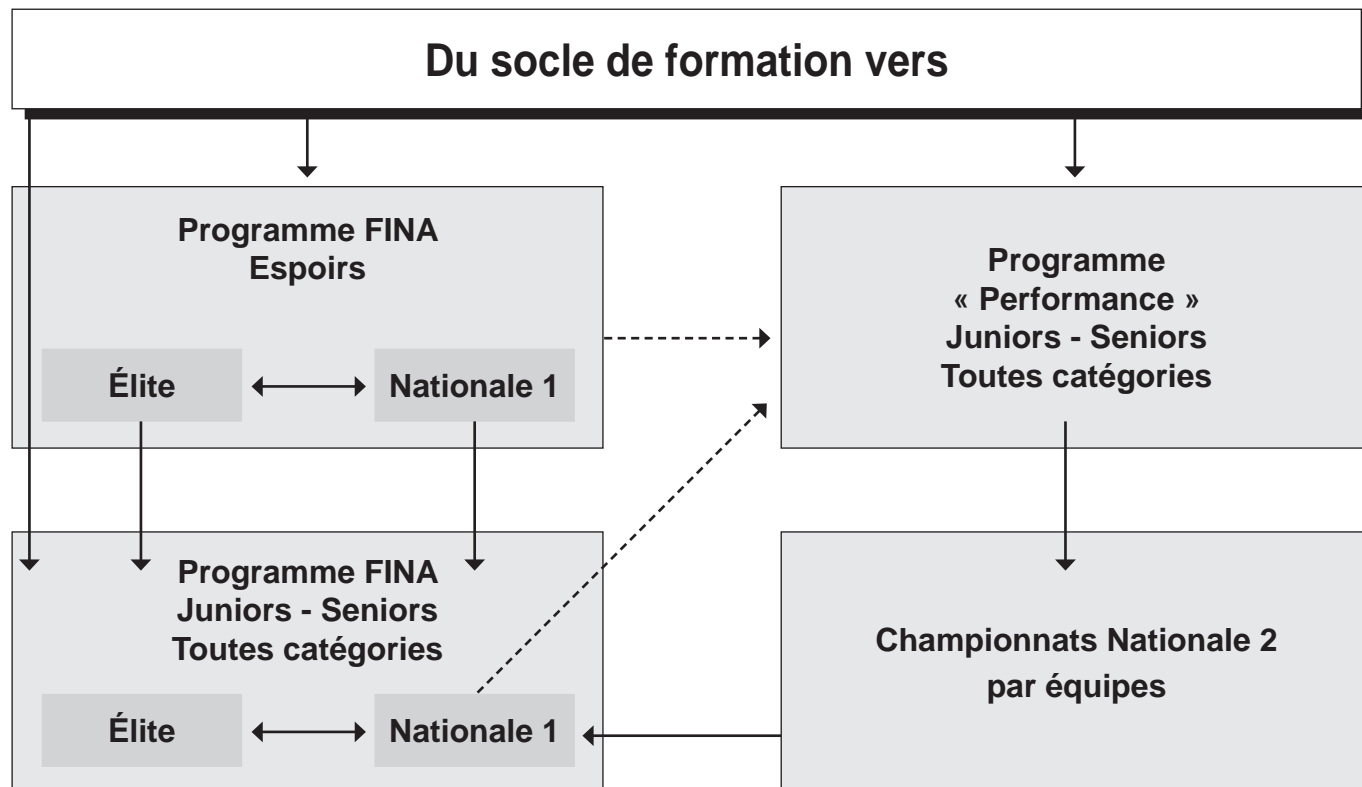 Du socle de formation vers
Programme FINA
Espoirs
Élite
Nationale 1
Programme
« Performance »
Juniors - Seniors
Toutes catégories
Programme FINA
Juniors - Seniors
Toutes catégories
Élite
Nationale 1
Championnats Nationale 2
par équipes